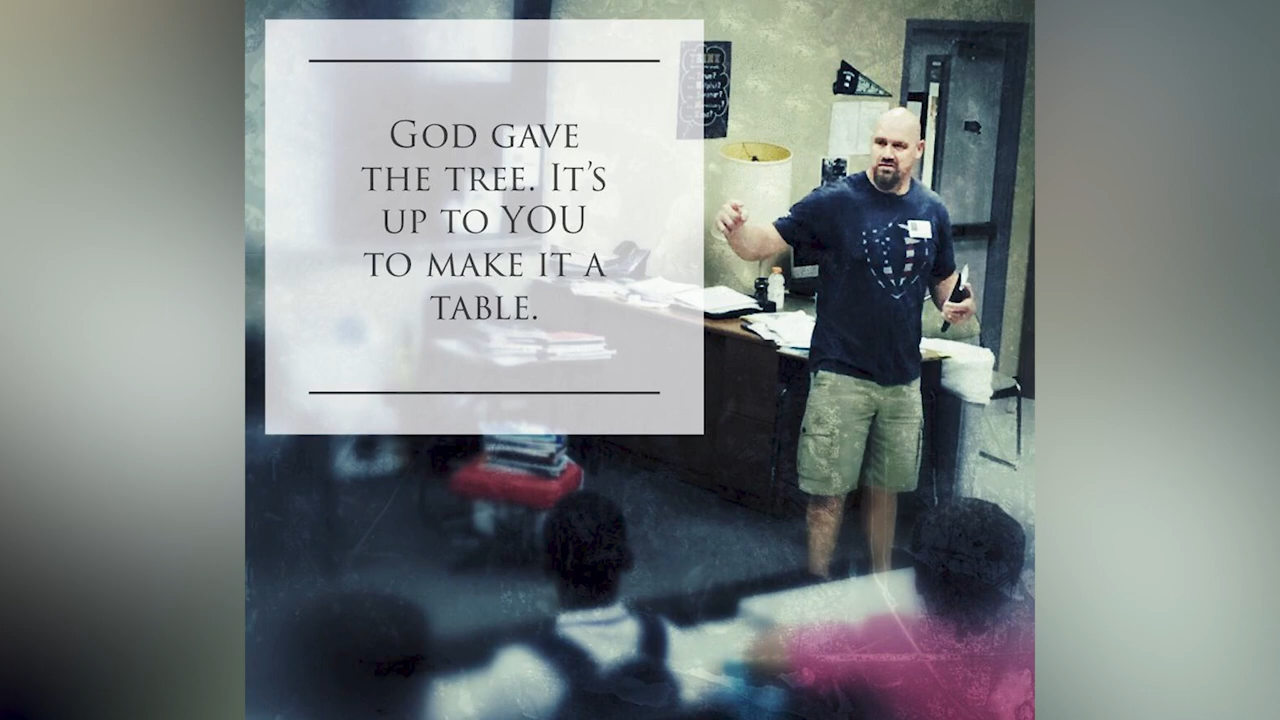 God gave
the tree. It's
up to YOU
to make it a
table.